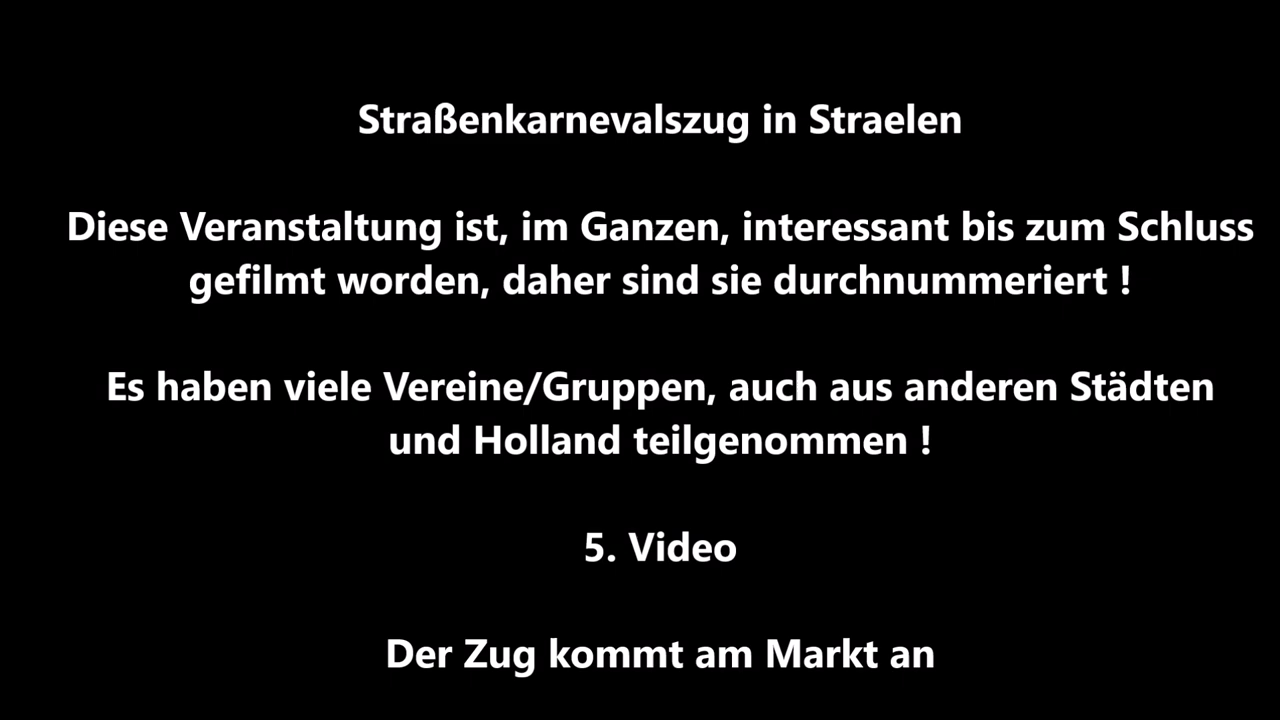 Straßenkarnevalszug in Straelen
Diese Veranstaltung ist, im Ganzen, interessant bis zum Schluss
gefilmt worden, daher sind sie durchnummeriert !
Es haben viele Vereine/Gruppen, auch aus anderen Städten
und Holland teilgenommen !
5. Video
Der Zug kommt am Markt an